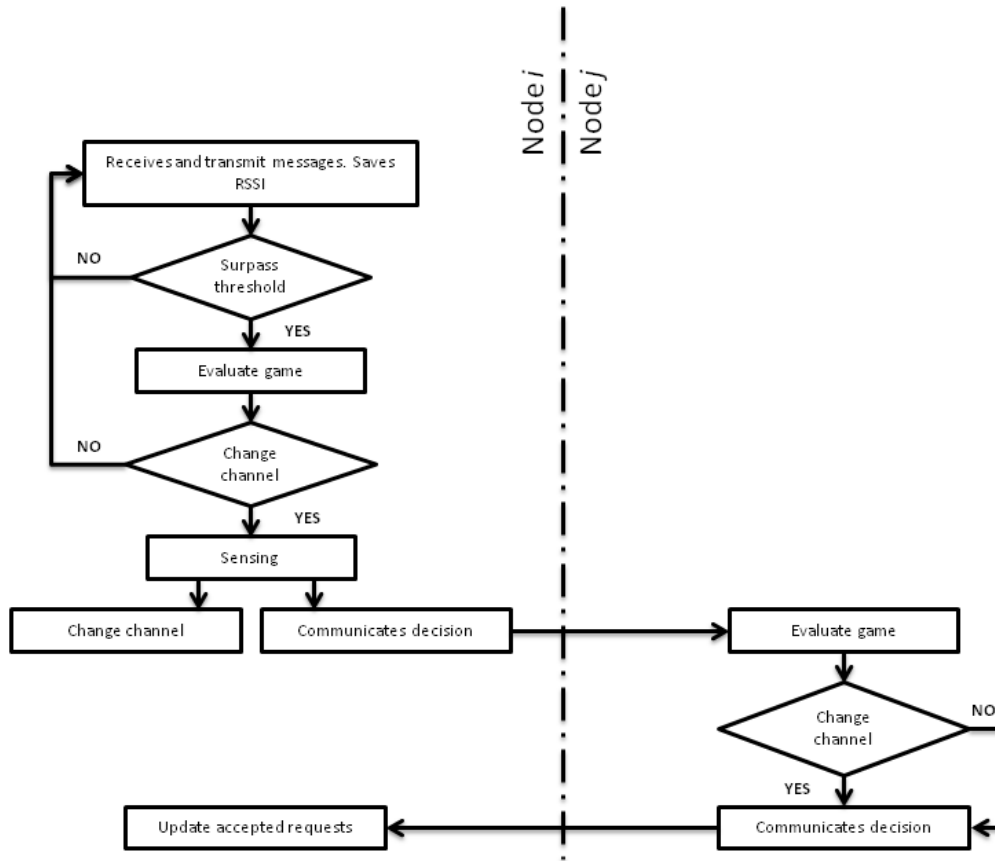 Node i
Node j
Receives and transmit messages. Saves
RSSI
NO
Surpass
threshold
YES
Evaluate game
NO
Change
channel
YES
Sensing
Change channel
Communicates decision
Evaluate game
Change
channel
NO
YES
Update accepted requests
Communicates decision